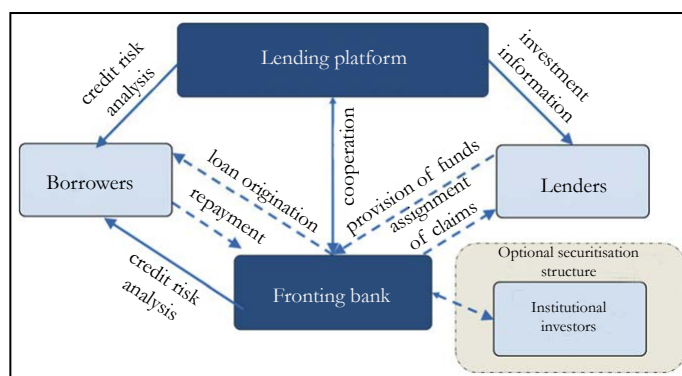 Lending platform
credit risk
analysis
investment
information
cooperation
Borrowers
loan origination
repayment
provision of funds
assignment
of claims
Lenders
credit risk
analysis
Fronting bank
Optional securitisation
structure
Institutional
investors